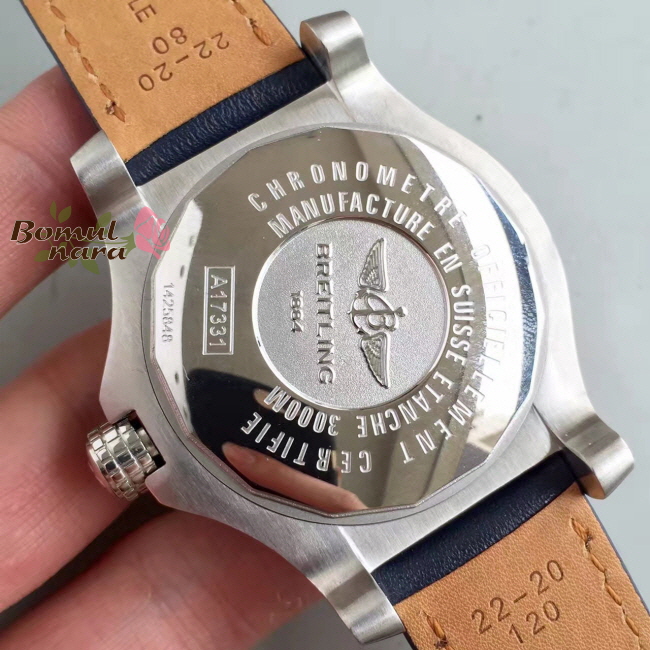 LE
22-20
80
Bomul
nara
CHRONOMETRE OFFICIELLEMENT CERTIFIE
MANUFACTURE EN SUISSE ETANCHE 3000M
BREITLING
1884
B
A17331
1425848
22-20
120